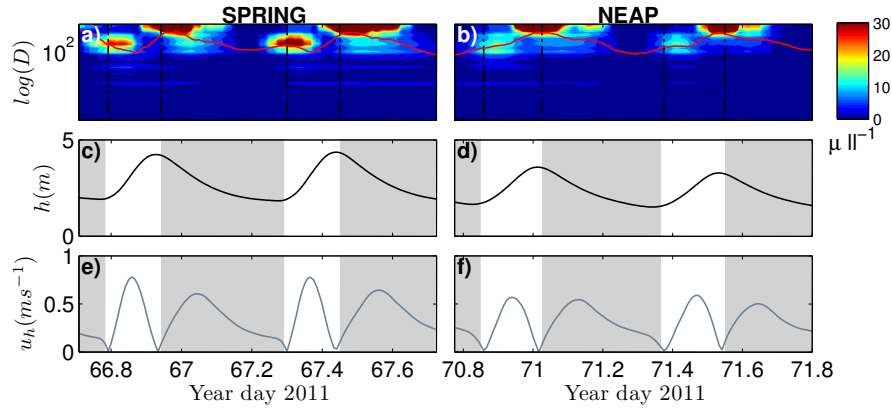 SPRING NEAP
a) b) 30
10² 20
log(D) 10
0
μ ll⁻¹
5 c) d)
h(m)
0
1 e) f)
0.5
u_h(ms⁻¹)
0
66.8 67 67.2 67.4 67.6 70.8 71 71.2 71.4 71.6 71.8
Year day 2011 Year day 2011